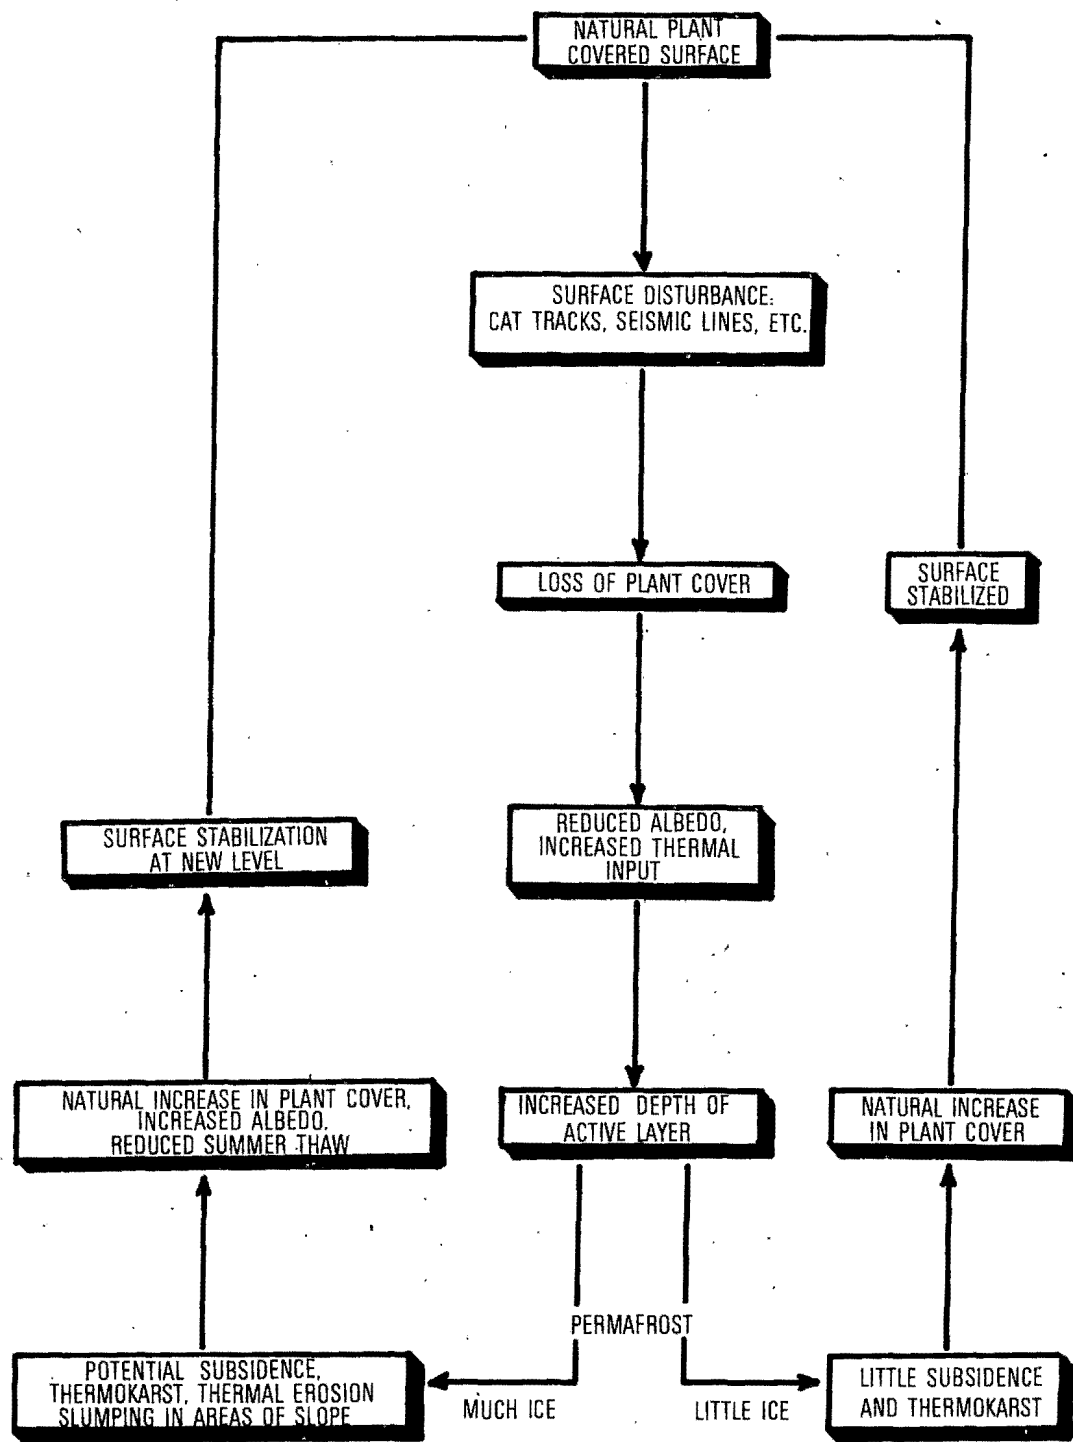 NATURAL PLANT
COVERED SURFACE
SURFACE DISTURBANCE:
CAT TRACKS, SEISMIC LINES, ETC.
LOSS OF PLANT COVER
SURFACE
STABILIZED
REDUCED ALBEDO,
INCREASED THERMAL
INPUT
SURFACE STABILIZATION
AT NEW LEVEL
NATURAL INCREASE IN PLANT COVER,
INCREASED ALBEDO.
REDUCED SUMMER THAW
INCREASED DEPTH OF
ACTIVE LAYER
NATURAL INCREASE
IN PLANT COVER
PERMAFROST
POTENTIAL SUBSIDENCE,
THERMOKARST, THERMAL EROSION
SLUMPING IN AREAS OF SLOPE
MUCH ICE
LITTLE ICE
LITTLE SUBSIDENCE
AND THERMOKARST